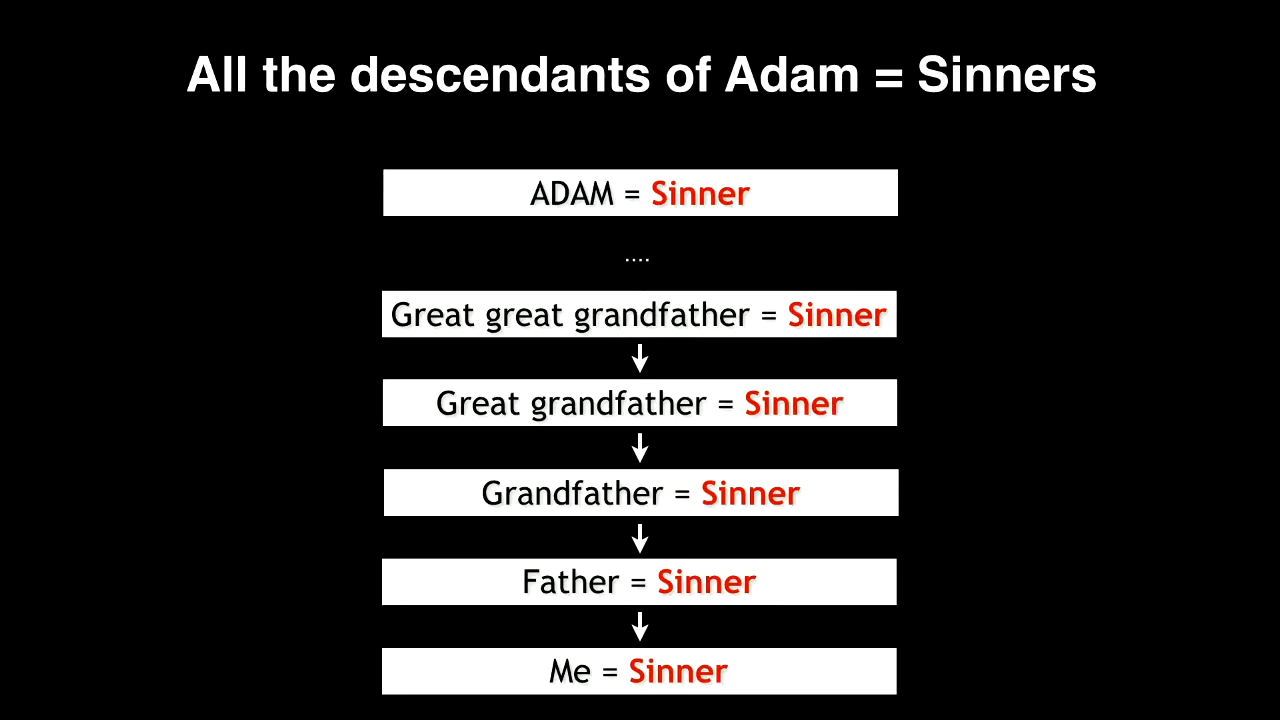 All the descendants of Adam = Sinners
ADAM = Sinner
....
Great great grandfather = Sinner
Great grandfather = Sinner
Grandfather = Sinner
Father = Sinner
Me = Sinner